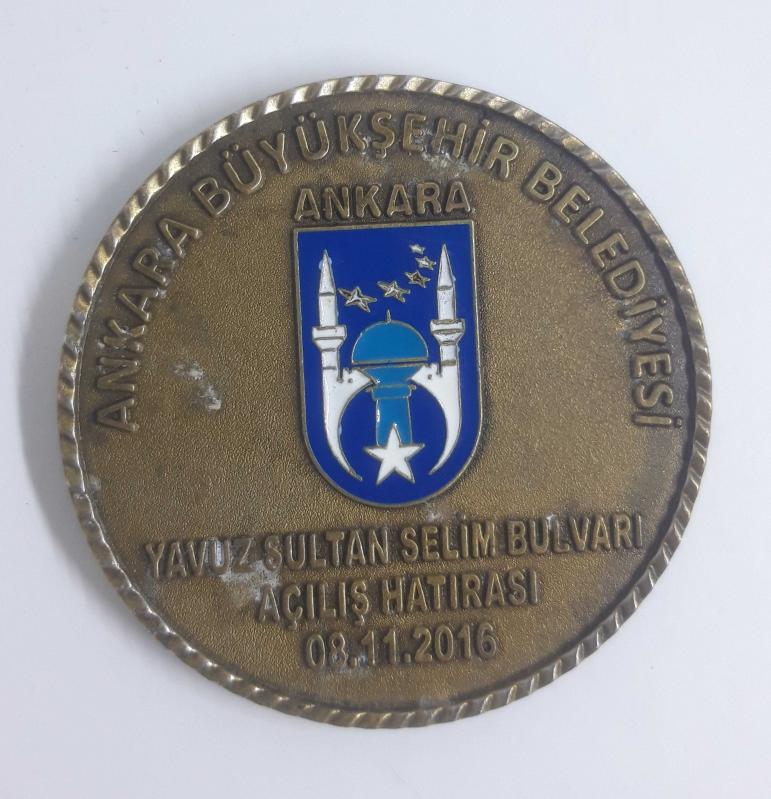 ANKARA BÜYÜKŞEHİR BELEDİYESİ
ANKARA
YAVUZ SULTAN SELİM BULVARI
AÇILIŞ HATIRASI
08.11.2016